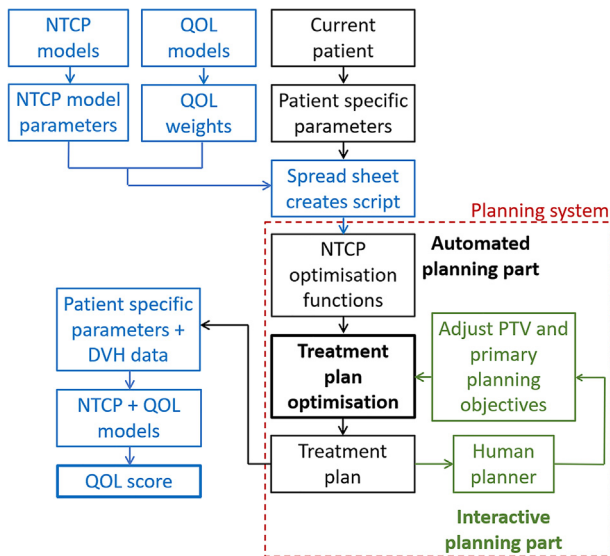 NTCP
models
QOL
models
Current
patient
NTCP model
parameters
QOL
weights
Patient specific
parameters
Spread sheet
creates script
Planning system
NTCP
optimisation
functions
Automated
planning part
Patient specific
parameters +
DVH data
Treatment
plan
optimisation
Adjust PTV and
primary
planning
objectives
NTCP + QOL
models
Treatment
plan
Human
planner
QOL score
Interactive
planning part